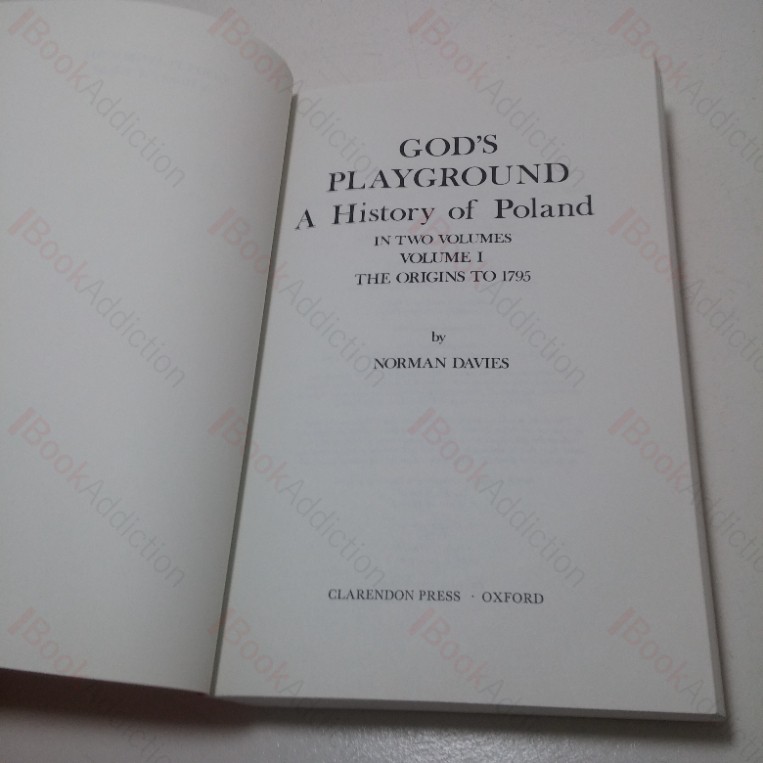 GOD'S
PLAYGROUND
A History of Poland
IN TWO VOLUMES
VOLUME I
THE ORIGINS TO 1795
by
NORMAN DAVIES
CLARENDON PRESS · OXFORD
BookAddiction